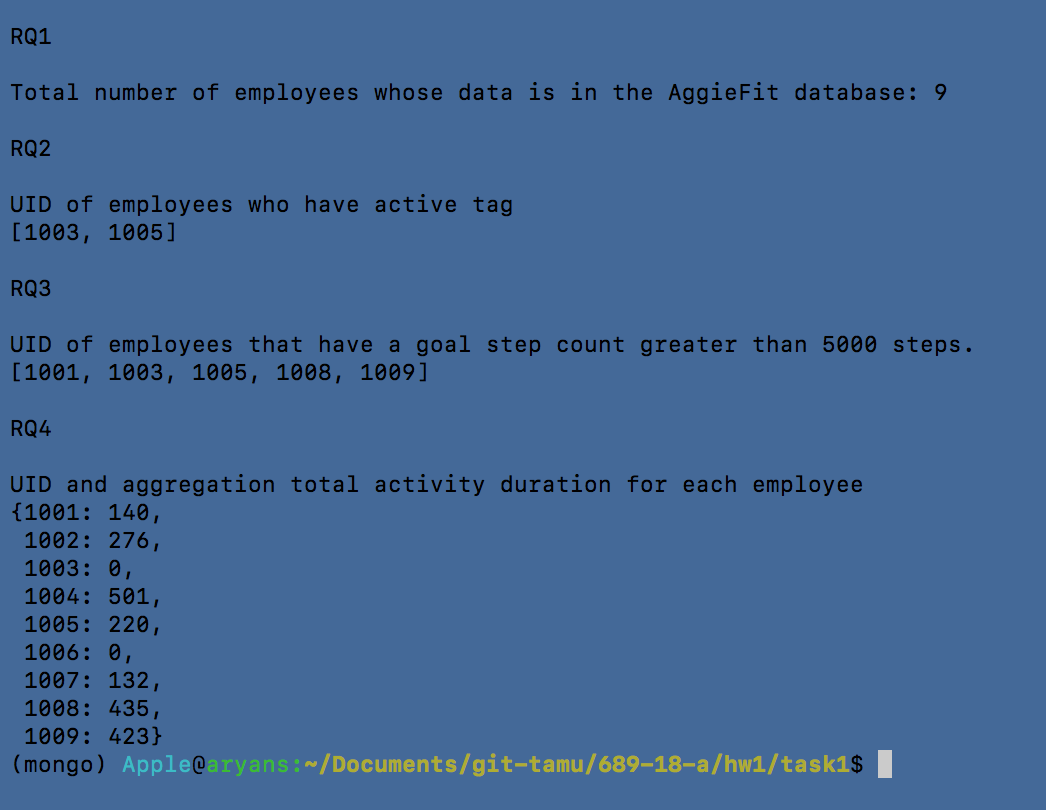 RQ1
Total number of employees whose data is in the AggieFit database: 9
RQ2
UID of employees who have active tag
[1003, 1005]
RQ3
UID of employees that have a goal step count greater than 5000 steps.
[1001, 1003, 1005, 1008, 1009]
RQ4
UID and aggregation total activity duration for each employee
{1001: 140,
 1002: 276,
 1003: 0,
 1004: 501,
 1005: 220,
 1006: 0,
 1007: 132,
 1008: 435,
 1009: 423}
(mongo) Apple@aryans:~/Documents/git-tamu/689-18-a/hw1/task1$